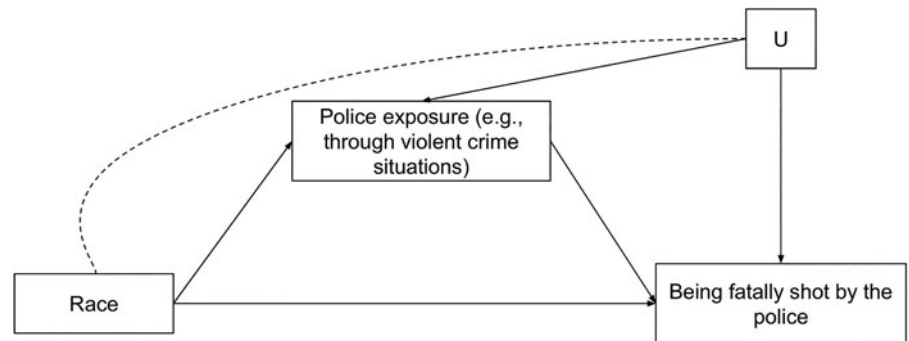 U
Police exposure (e.g.,
through violent crime
situations)
Race
Being fatally shot by the
police